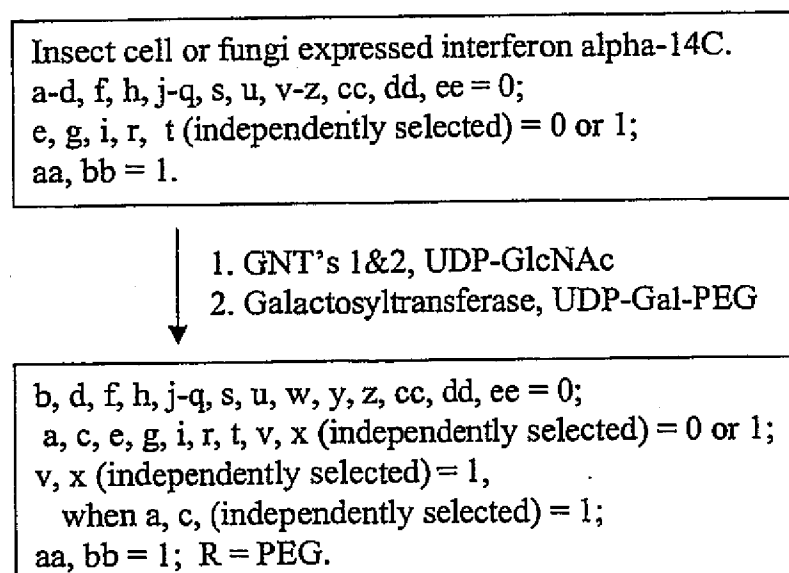 Insect cell or fungi expressed interferon alpha-14C.
a-d, f, h, j-q, s, u, v-z, cc, dd, ee = 0;
e, g, i, r, t (independently selected) = 0 or 1;
aa, bb = 1.
1. GNT's 1&2, UDP-GlcNAc
2. Galactosyltransferase, UDP-Gal-PEG
b, d, f, h, j-q, s, u, w, y, z, cc, dd, ee = 0;
a, c, e, g, i, r, t, v, x (independently selected) = 0 or 1;
v, x (independently selected) = 1,
when a, c, (independently selected) = 1;
aa, bb = 1; R = PEG.